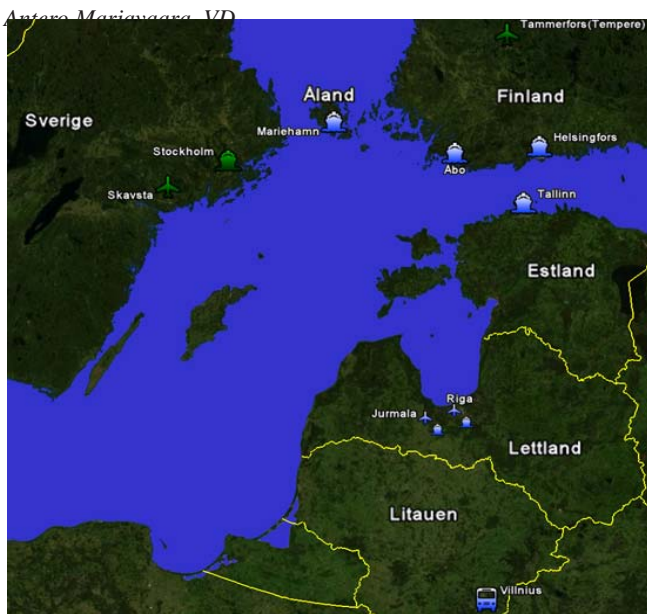 Antero Marjavaara, VD
Tammerfors(Tempere)
Åland
Finland
Sverige
Mariehamn
Helsingfors
Stockholm
Åbo
Skavsta
Tallinn
Estland
Riga
Jurmala
Lettland
Litauen
Villnius